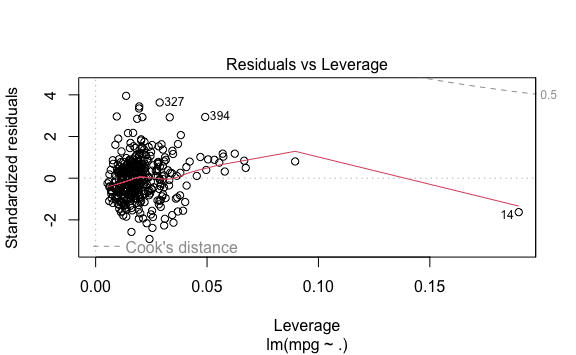 Residuals vs Leverage
Standardized residuals
4
2
0
-2
327
394
14
0.5
Cook's distance
0.00
0.05
0.10
0.15
Leverage
lm(mpg ~ .)